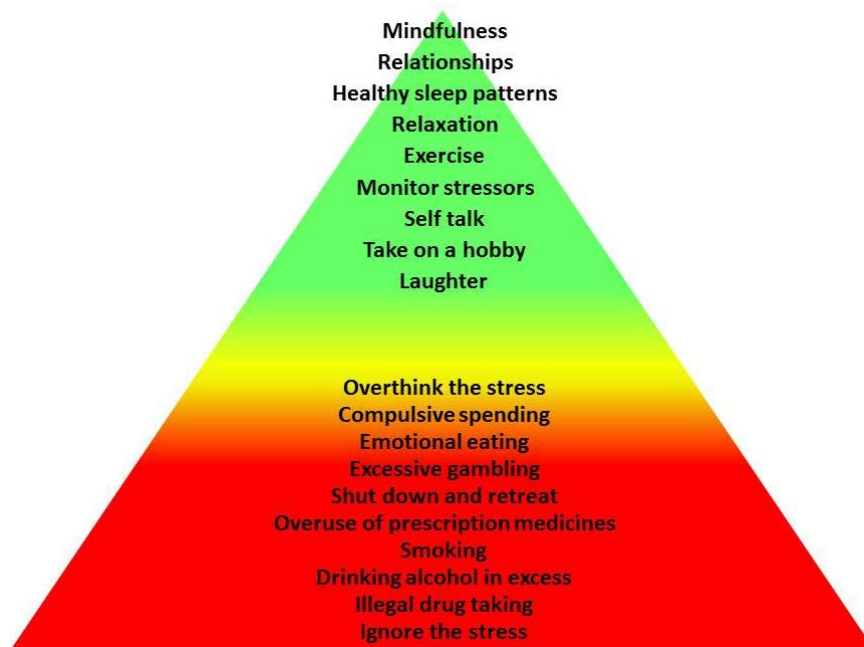 Mindfulness
Relationships
Healthy sleep patterns
Relaxation
Exercise
Monitor stressors
Self talk
Take on a hobby
Laughter
Overthink the stress
Compulsive spending
Emotional eating
Excessive gambling
Shut down and retreat
Overuse of prescription medicines
Smoking
Drinking alcohol in excess
Illegal drug taking
Ignore the stress